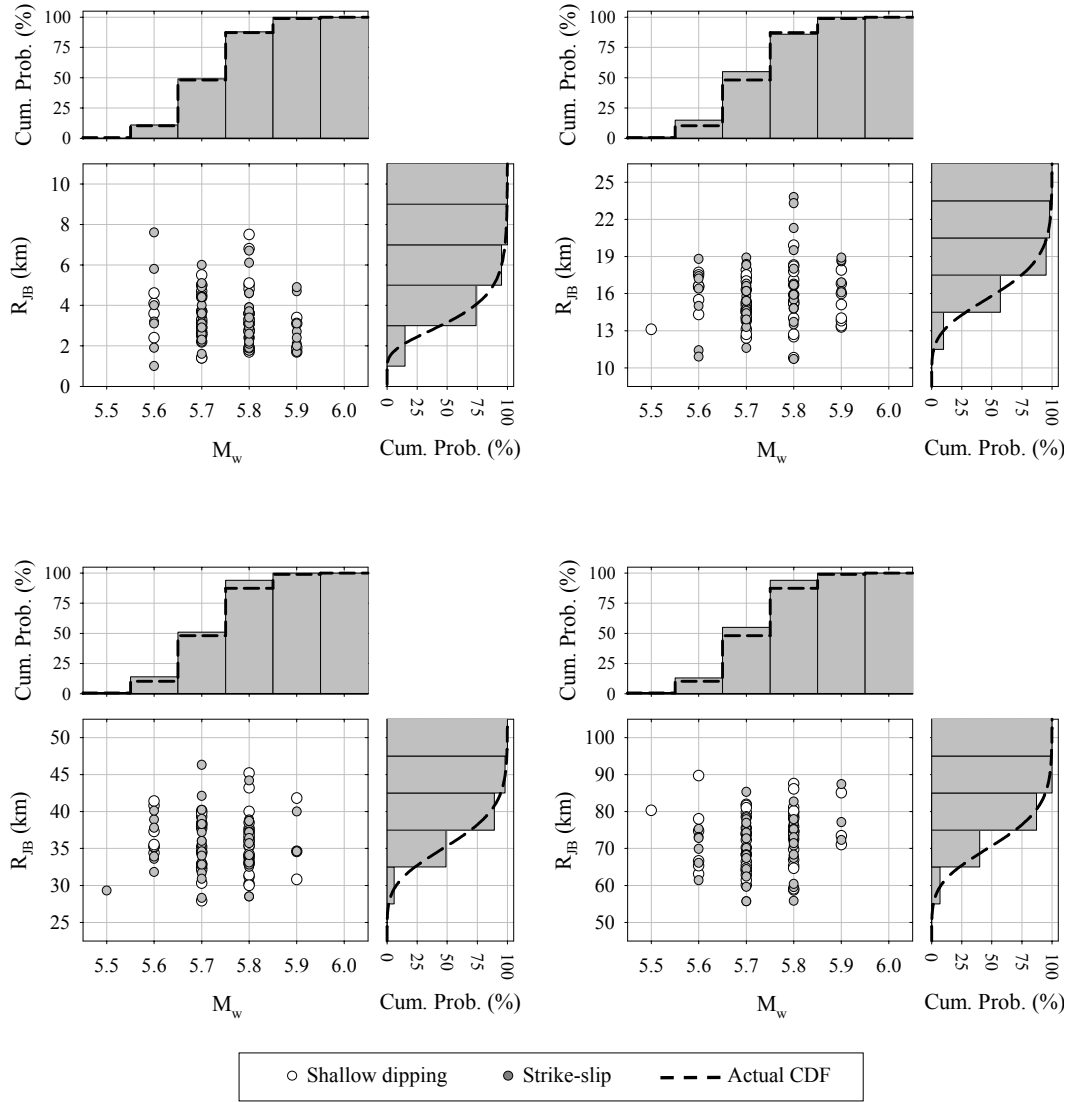 Cum. Prob. (%)
100
75
50
25
0
Cum. Prob. (%)
100
75
50
25
0
R_JB (km)
10
8
6
4
2
0
5.5 5.6 5.7 5.8 5.9 6.0
M_w
0 25 50 75 100
Cum. Prob. (%)
R_JB (km)
25
22
19
16
13
10
5.5 5.6 5.7 5.8 5.9 6.0
M_w
0 25 50 75 100
Cum. Prob. (%)
Cum. Prob. (%)
100
75
50
25
0
Cum. Prob. (%)
100
75
50
25
0
R_JB (km)
50
45
40
35
30
25
5.5 5.6 5.7 5.8 5.9 6.0
M_w
0 25 50 75 100
Cum. Prob. (%)
R_JB (km)
100
90
80
70
60
50
5.5 5.6 5.7 5.8 5.9 6.0
M_w
0 25 50 75 100
Cum. Prob. (%)
Shallow dipping Strike-slip Actual CDF